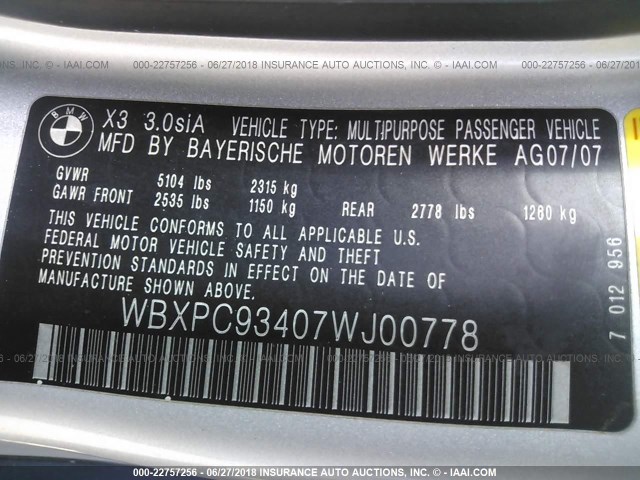 000-22757256 - 06/27/2018 INSURANCE AUTO AUCTIONS - IAAI.COM
BMW
X3 3.0siA VEHICLE TYPE: MULTIPURPOSE PASSENGER VEHICLE
MFD BY BAYERISCHE MOTOREN WERKE AG07/07
GVWR 5104 lbs 2315 kg
GAWR FRONT 2535 lbs 1150 kg REAR 2778 lbs 1260 kg
THIS VEHICLE CONFORMS TO ALL APPLICABLE U.S.
FEDERAL MOTOR VEHICLE SAFETY AND THEFT
PREVENTION STANDARDS IN EFFECT ON THE DATE OF
MANUFACTURE SHOWN ABOVE.
WBXPC93407WJ00778
7 012 956
000-22757256 - 06/27/2018 INSURANCE AUTO AUCTIONS - IAAI.COM